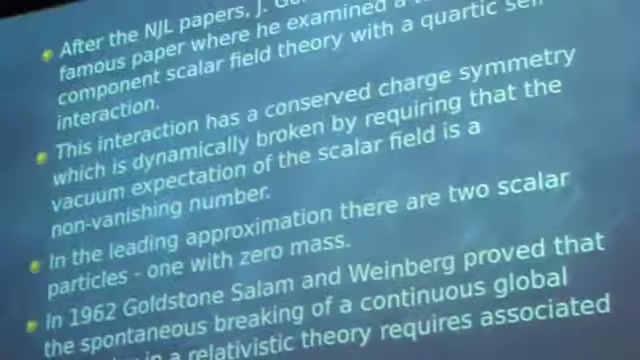 After the NJL papers, J.
famous paper where he examined a
component scalar field theory with a quartic self
interaction.
This interaction has a conserved charge symmetry
which is dynamically broken by requiring that the
vacuum expectation of the scalar field is a
non-vanishing number.
In the leading approximation there are two scalar
particles - one with zero mass.
In 1962 Goldstone Salam and Weinberg proved that
the spontaneous breaking of a continuous global
in a relativistic theory requires associated